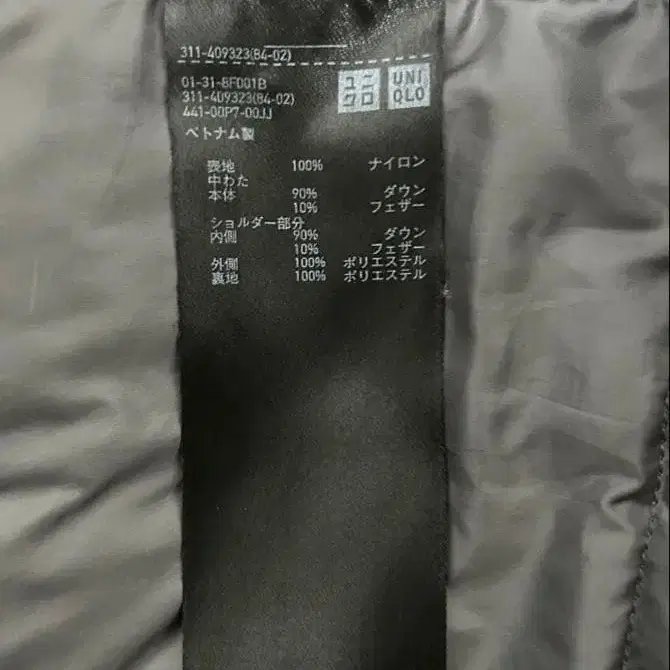 311-409323(84-02)
ユニ
クロ
UNI
QLO
01-31-8F001B
311-409323(84-02)
441-00P7-00JJ
ベトナム製
表地 100% ナイロン
中わた
本体 90% ダウン
10% フェザー
ショルダー部分
内側 90% ダウン
10% フェザー
外側 100% ポリエステル
裏地 100% ポリエステル